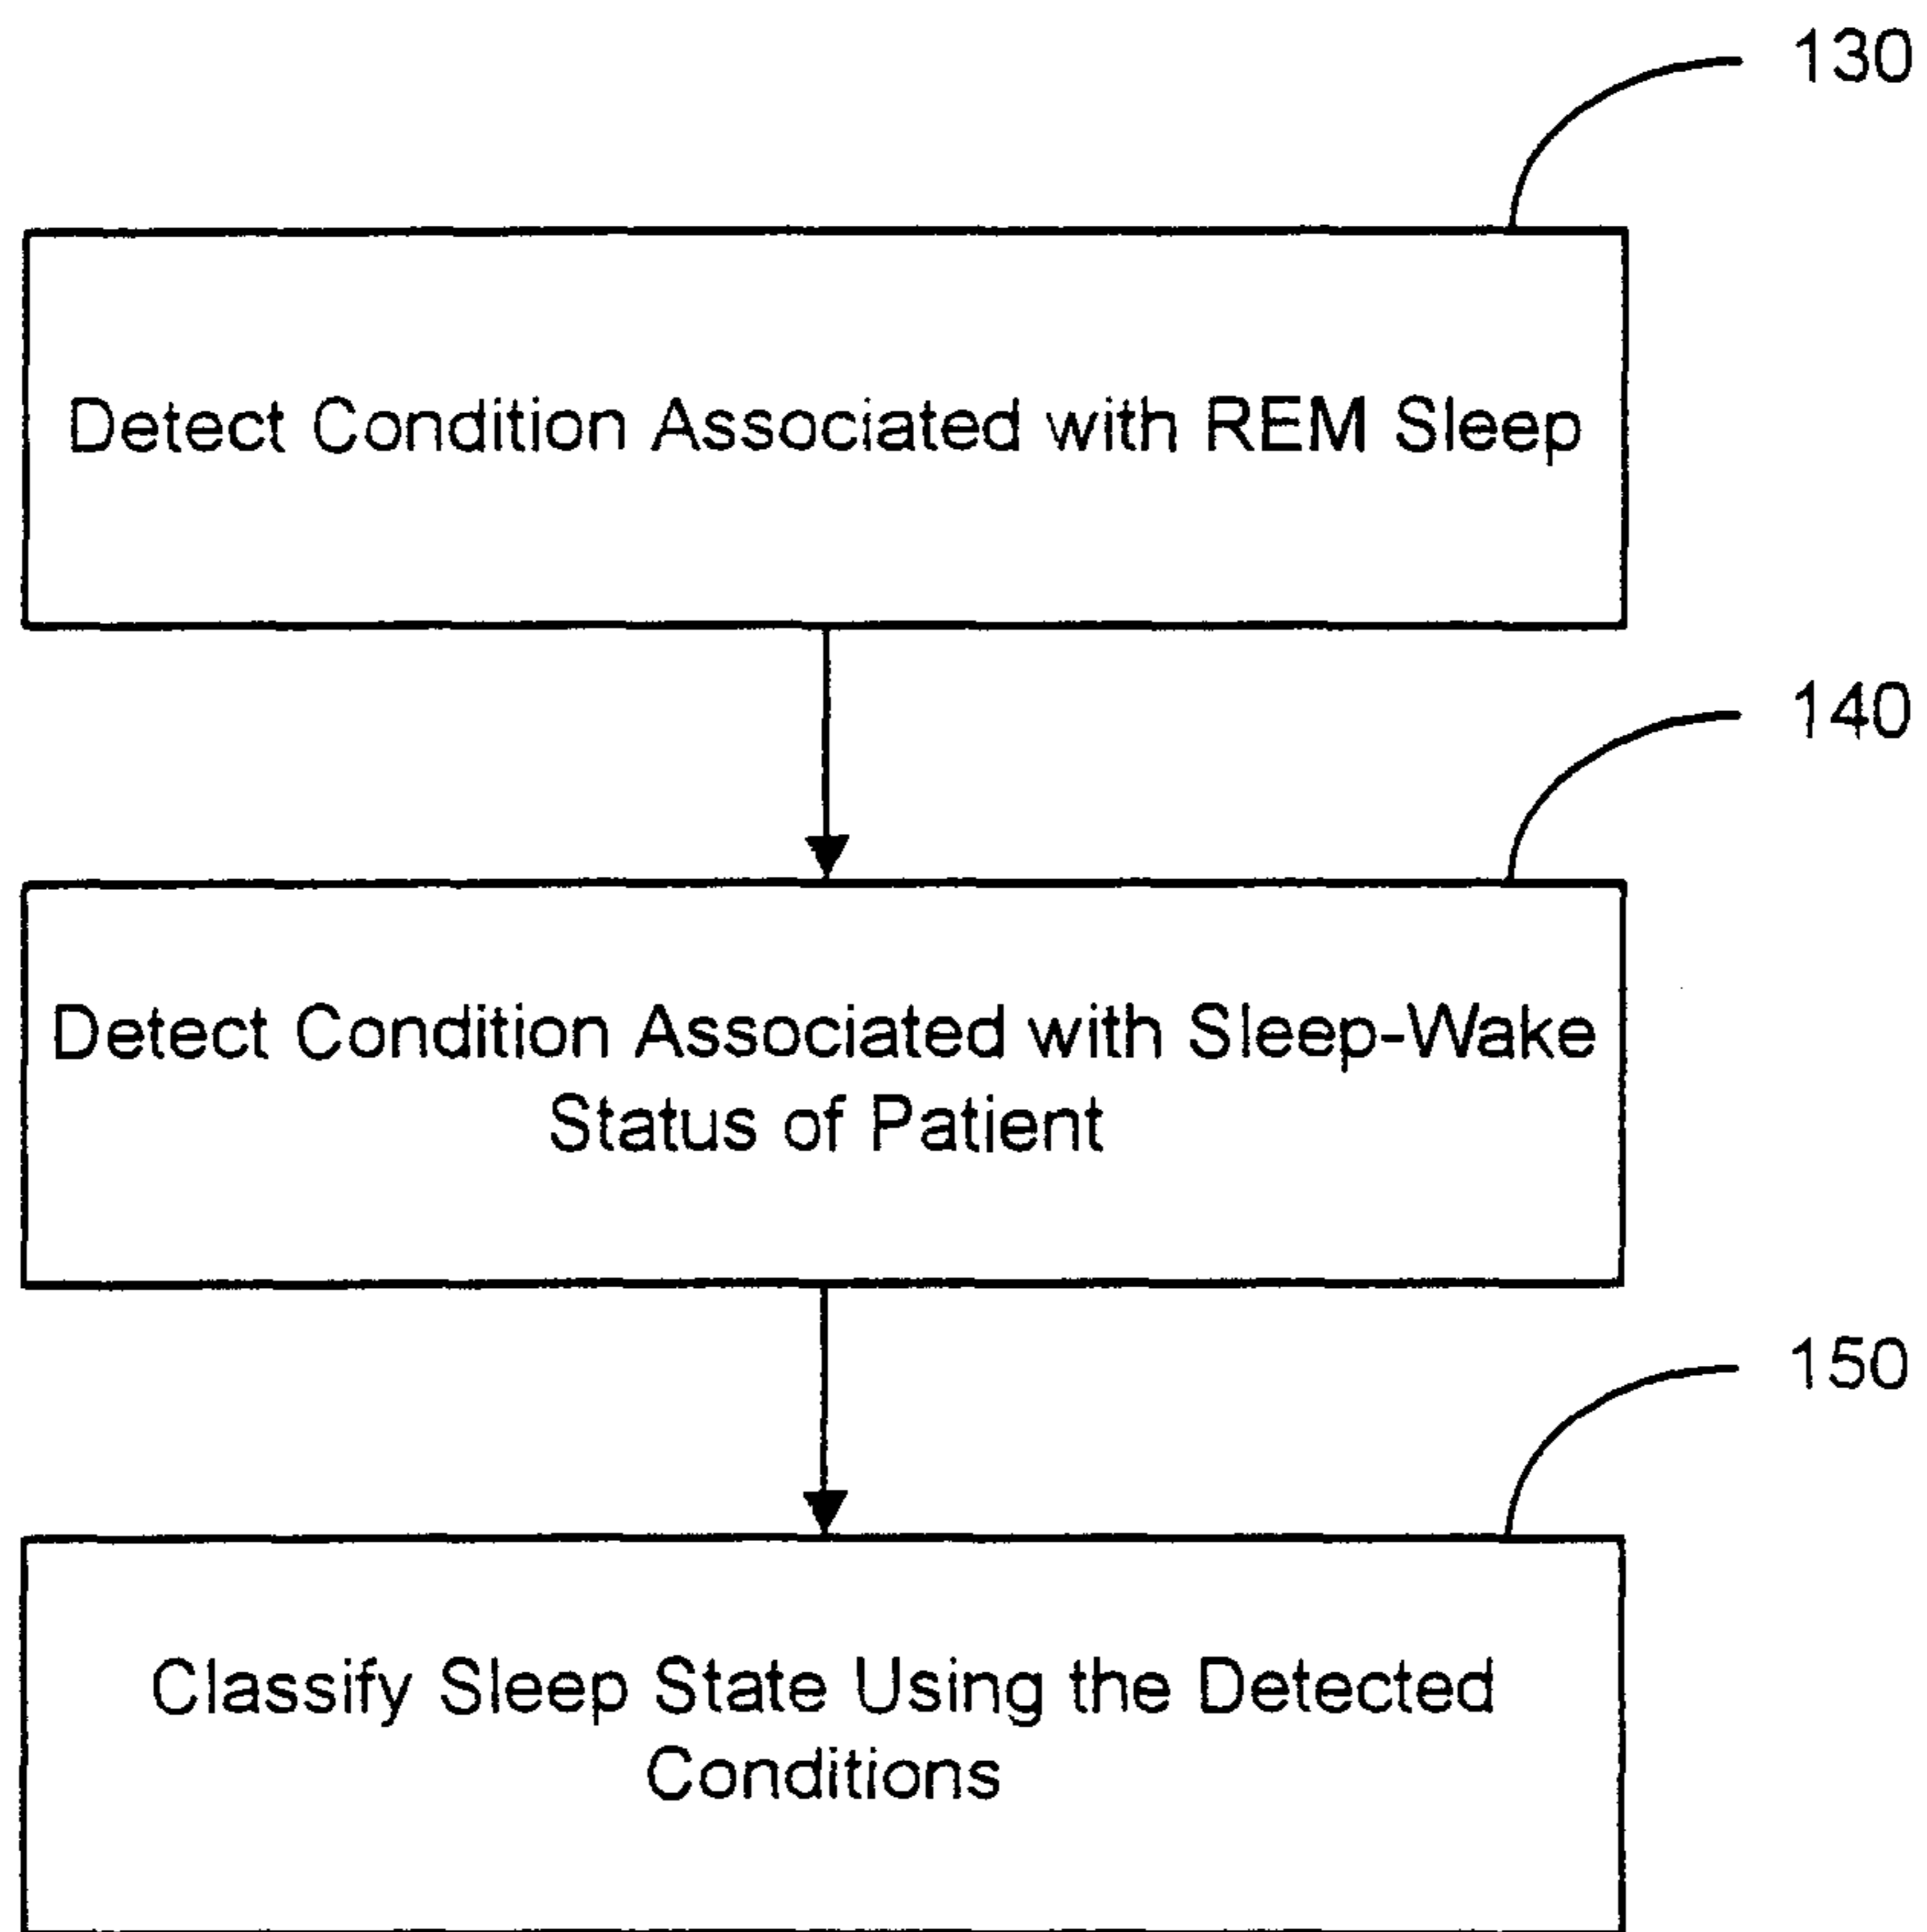 130
Detect Condition Associated with REM Sleep
140
Detect Condition Associated with Sleep-Wake
Status of Patient
150
Classify Sleep State Using the Detected
Conditions